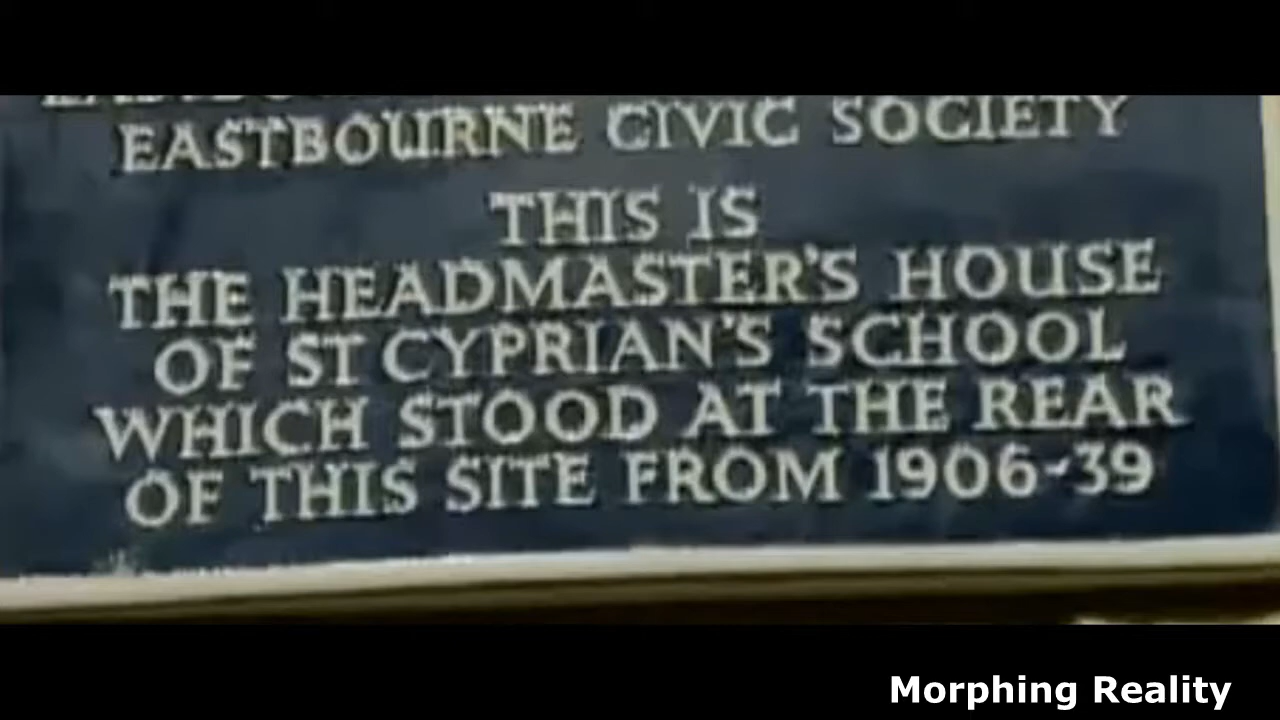 EASTBOURNE CIVIC SOCIETY
THIS IS
THE HEADMASTER'S HOUSE
OF ST CYPRIAN'S SCHOOL
WHICH STOOD AT THE REAR
OF THIS SITE FROM 1906-39
Morphing Reality